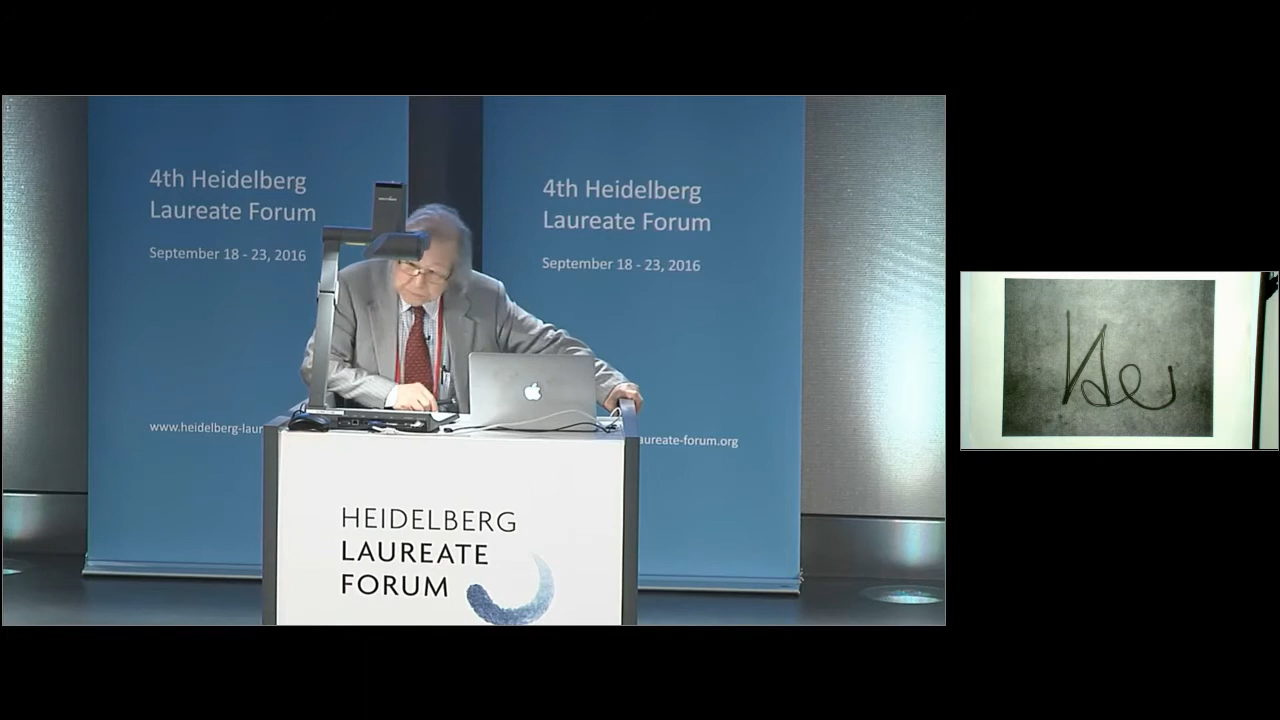 4th Heidelberg
Laureate Forum
September 18 - 23, 2016
4th Heidelberg
Laureate Forum
September 18 - 23, 2016
www.heidelberg-laur
aureate-forum.org
HEIDELBERG
LAUREATE
FORUM